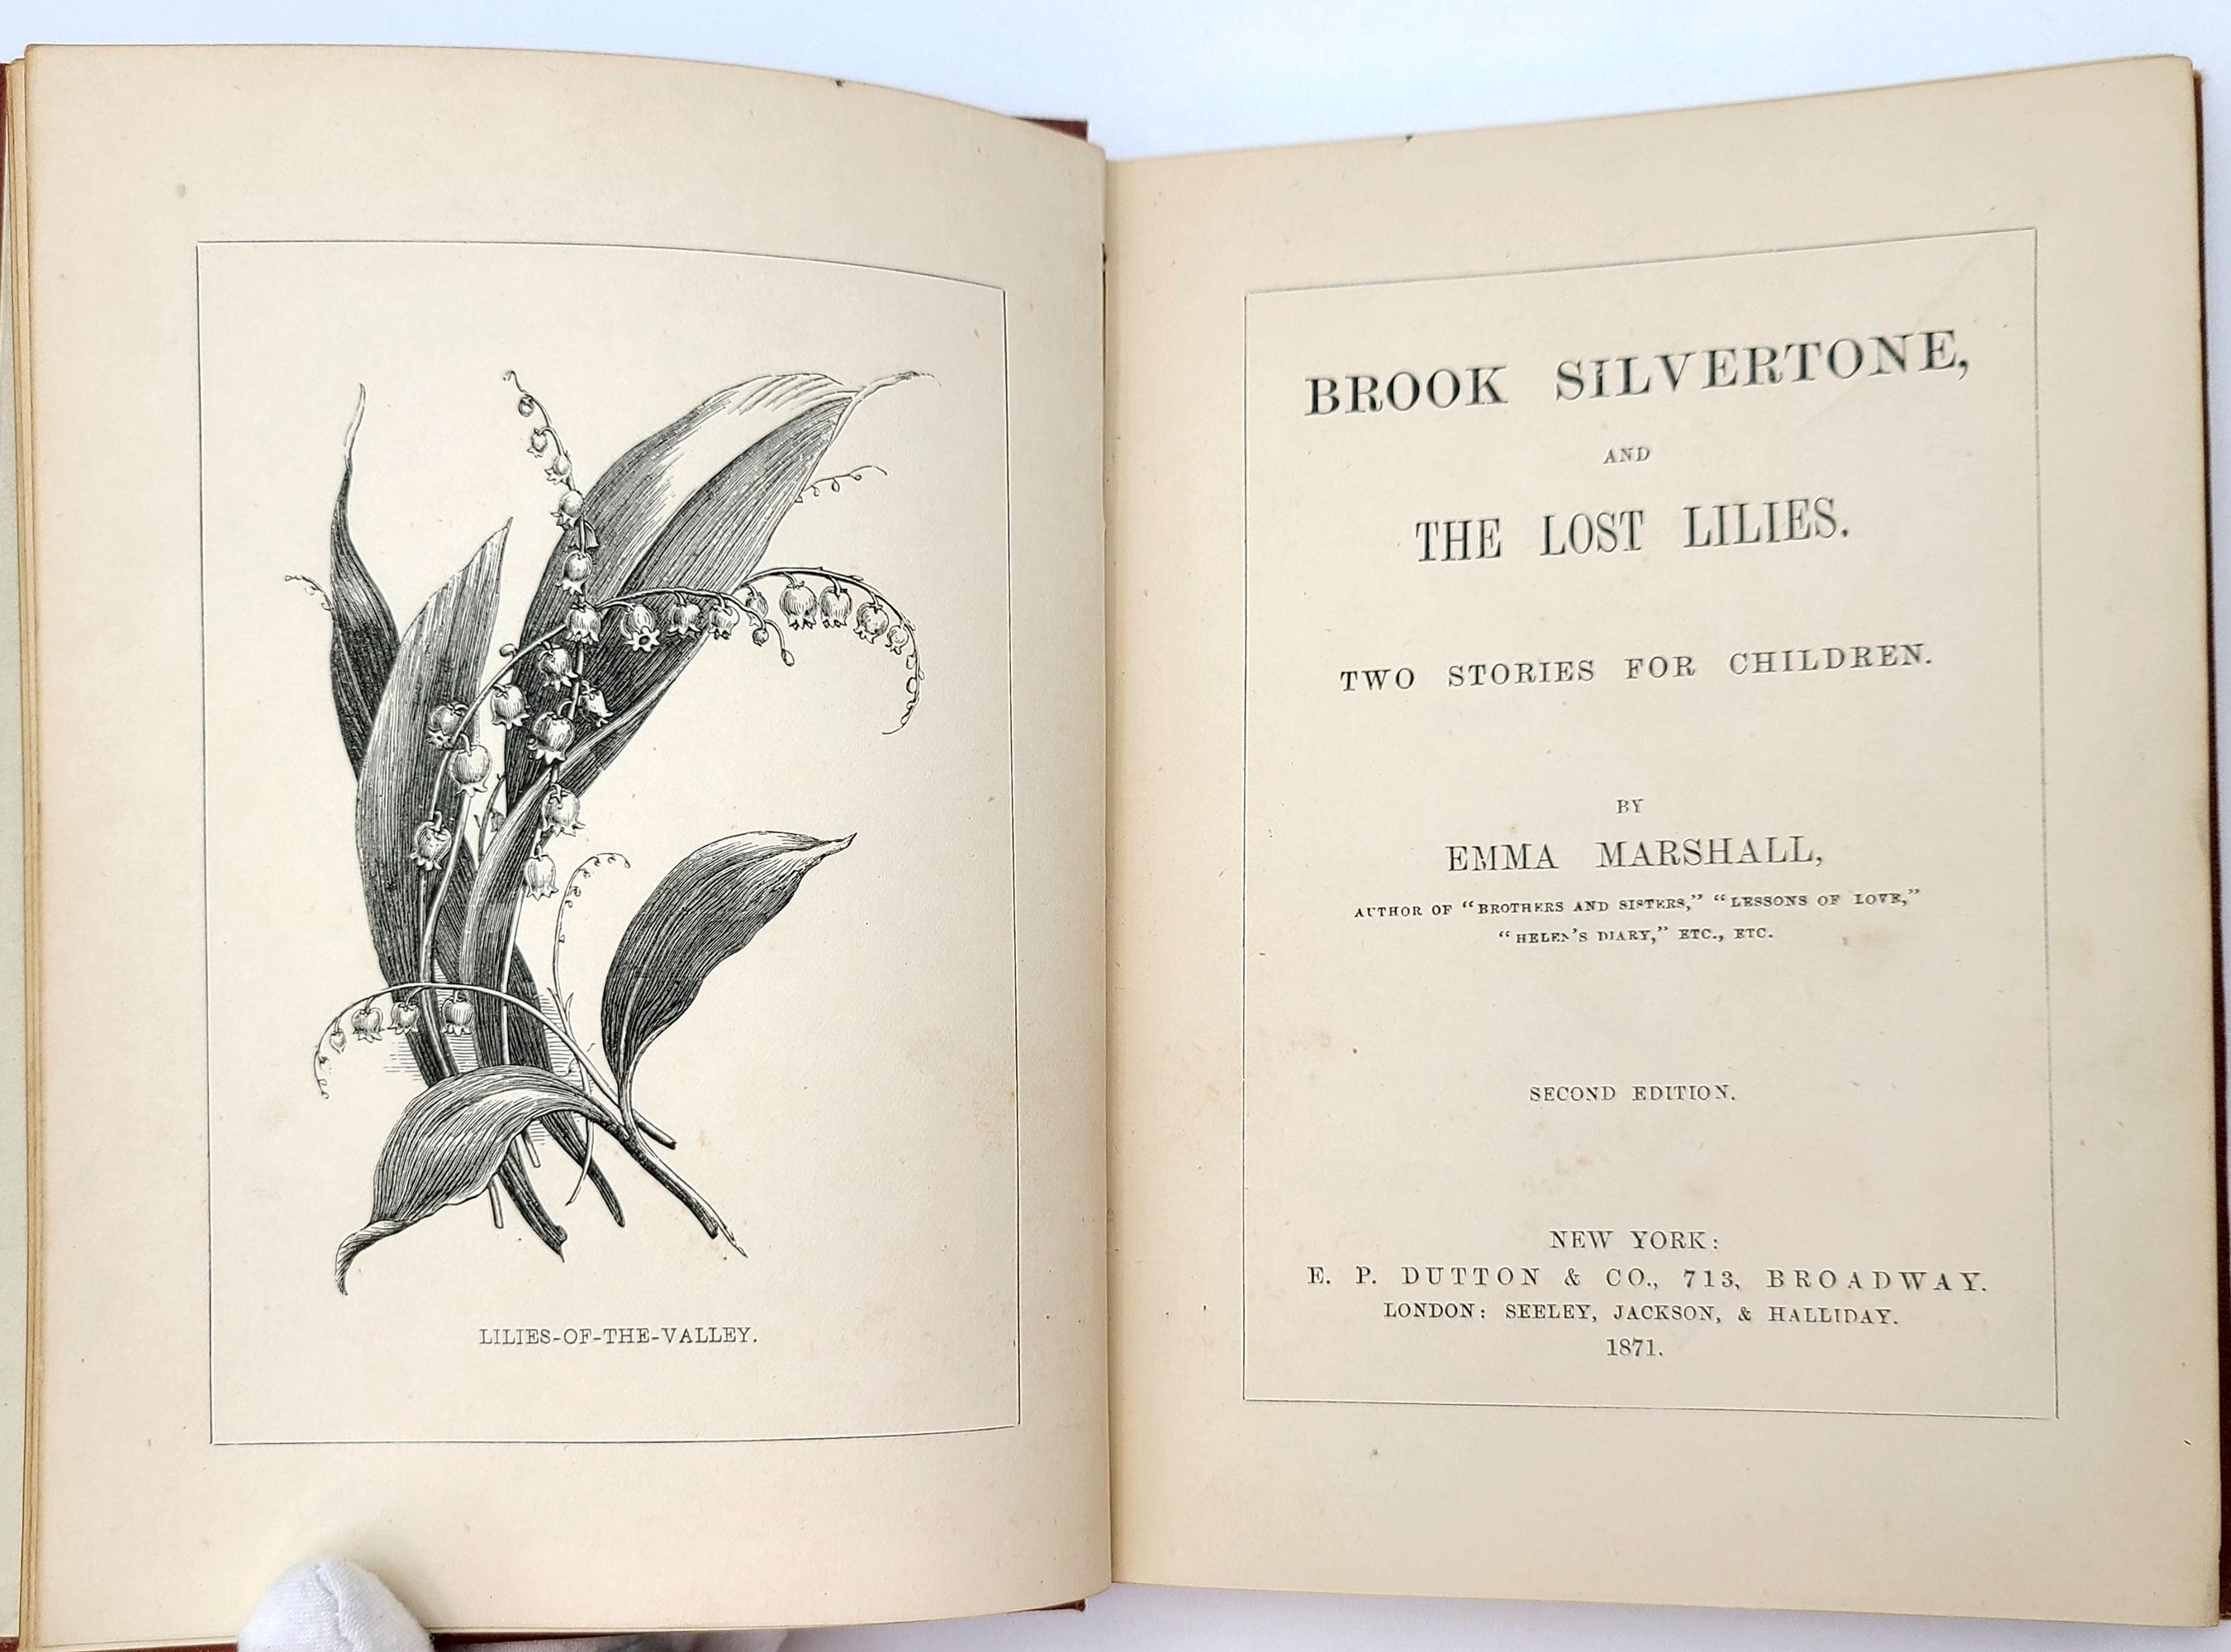 LILIES-OF-THE-VALLEY.
BROOK SILVERTONE,
AND
THE LOST LILIES.
TWO STORIES FOR CHILDREN.
BY
EMMA MARSHALL,
AUTHOR OF “BROTHERS AND SISTERS,” “LESSONS OF LOVE,”
“HELEN’S DIARY,” ETC., ETC.
SECOND EDITION.
NEW YORK:
E. P. DUTTON & CO., 713, BROADWAY.
LONDON: SEELEY, JACKSON, & HALLIDAY.
1871.